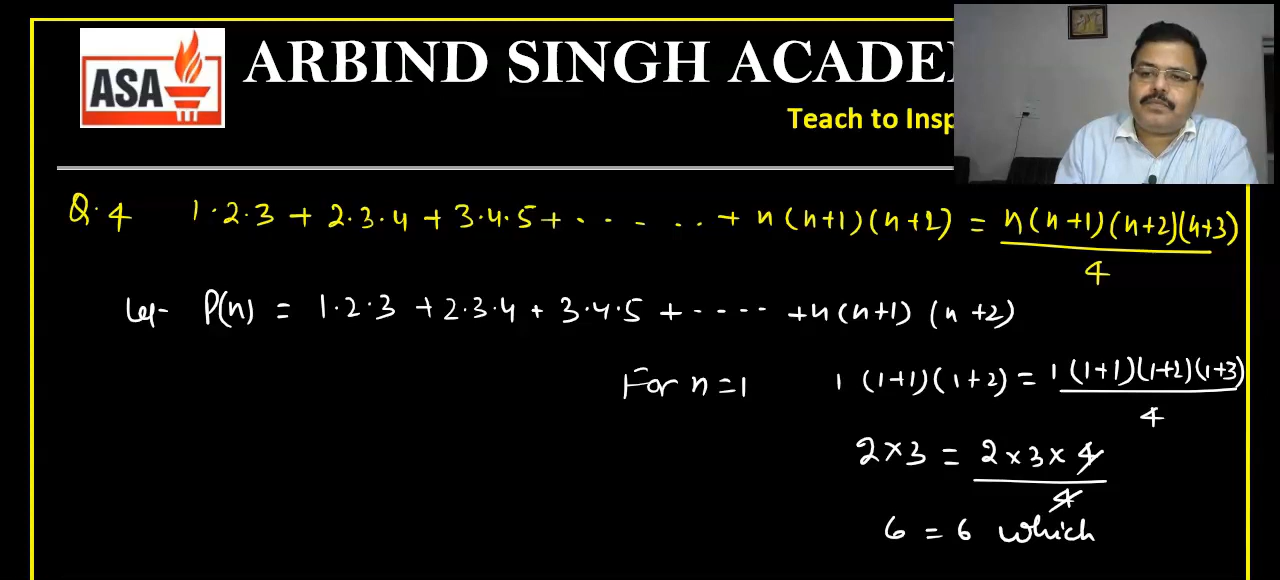 ASA
ARBIND SINGH ACADE
Teach to Insp
Q.4 1·2·3 + 2·3·4 + 3·4·5 + ······ + n(n+1)(n+2) = n(n+1)(n+2)(n+3)/4
Let P(n) = 1·2·3 + 2·3·4 + 3·4·5 + ····· + n(n+1)(n+2)
For n=1 1(1+1)(1+2) = 1(1+1)(1+2)(1+3)/4
2×3 = 2×3×4/4
6 = 6 which